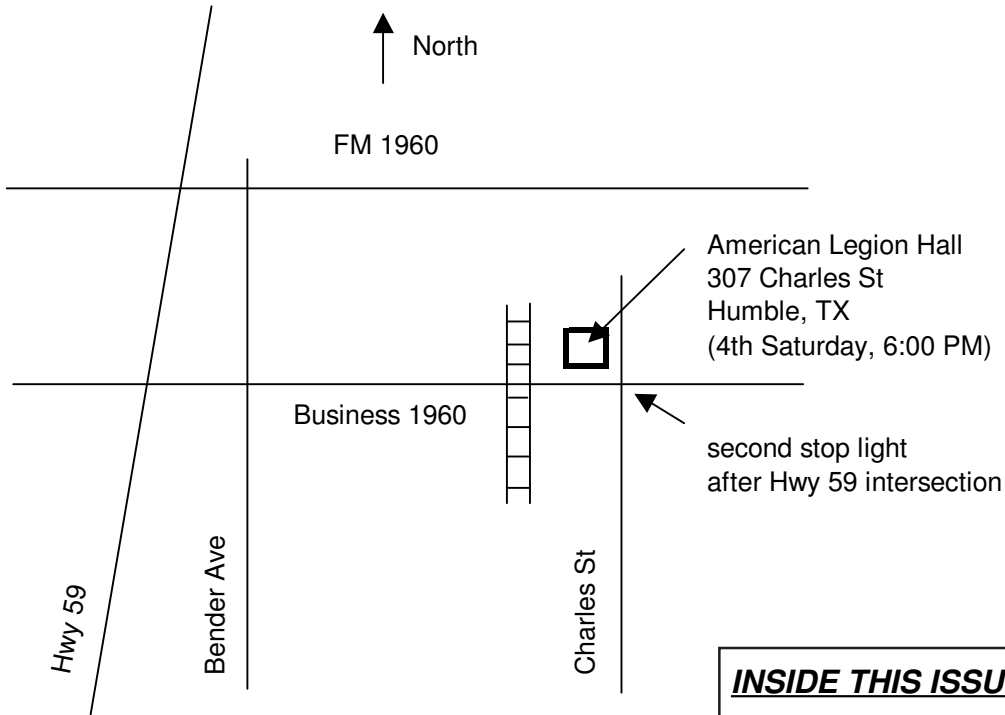 North
FM 1960
American Legion Hall
307 Charles St
Humble, TX
(4th Saturday, 6:00 PM)
Business 1960
second stop light
after Hwy 59 intersection
Hwy 59
Bender Ave
Charles St
INSIDE THIS ISSU